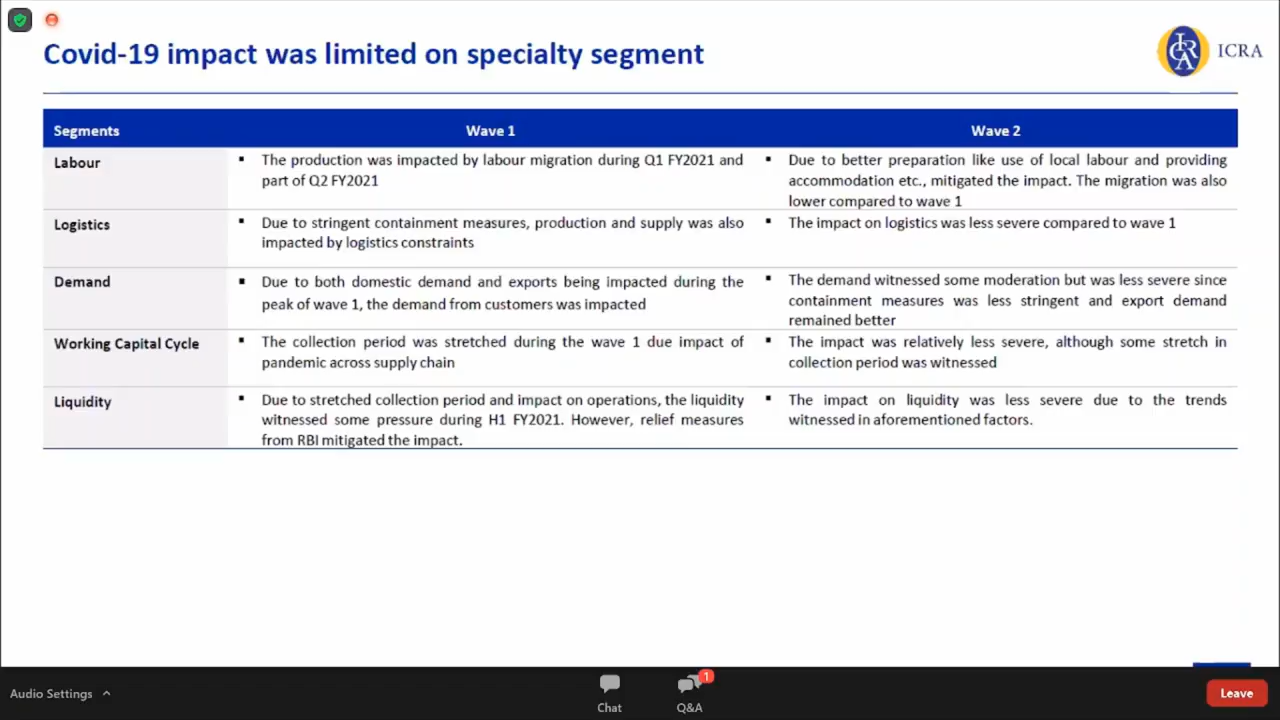 Covid-19 impact was limited on specialty segment
ICRA
ICRA
Segments
Wave 1
Wave 2
Labour
▪ The production was impacted by labour migration during Q1 FY2021 and
part of Q2 FY2021
▪ Due to better preparation like use of local labour and providing
accommodation etc., mitigated the impact. The migration was also
lower compared to wave 1
Logistics
▪ Due to stringent containment measures, production and supply was also
impacted by logistics constraints
▪ The impact on logistics was less severe compared to wave 1
Demand
▪ Due to both domestic demand and exports being impacted during the
peak of wave 1, the demand from customers was impacted
▪ The demand witnessed some moderation but was less severe since
containment measures was less stringent and export demand
remained better
Working Capital Cycle
▪ The collection period was stretched during the wave 1 due impact of
pandemic across supply chain
▪ The impact was relatively less severe, although some stretch in
collection period was witnessed
Liquidity
▪ Due to stretched collection period and impact on operations, the liquidity
witnessed some pressure during H1 FY2021. However, relief measures
from RBI mitigated the impact.
▪ The impact on liquidity was less severe due to the trends
witnessed in aforementioned factors.
Audio Settings
Chat
1
Q&A
Leave